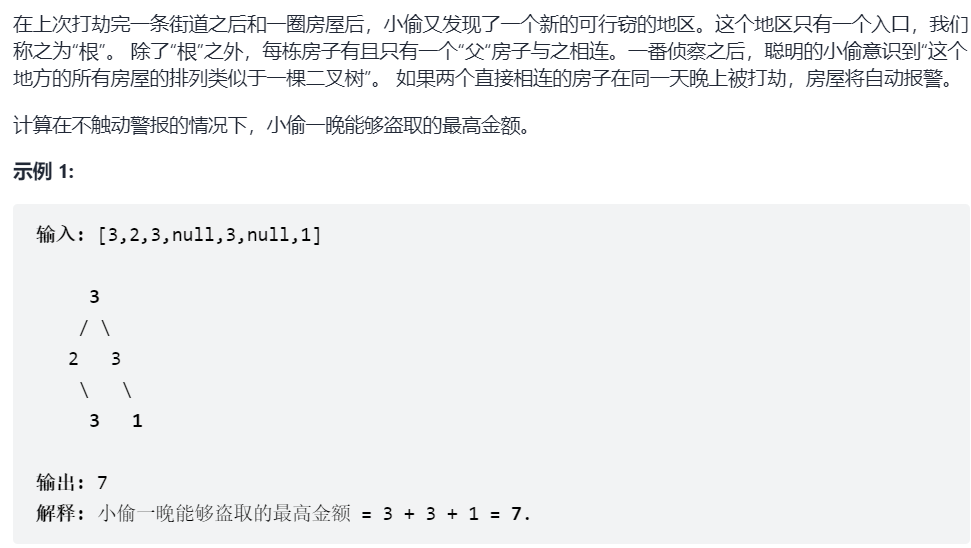 在上次打劫完一条街道之后和一圈房屋后，小偷又发现了一个新的可行窃的地区。这个地区只有一个入口，我们
称之为“根”。 除了“根”之外，每栋房子有且只有一个“父“房子与之相连。一番侦察之后，聪明的小偷意识到“这个
地方的所有房屋的排列类似于一棵二叉树”。 如果两个直接相连的房子在同一天晚上被打劫，房屋将自动报警。
计算在不触动警报的情况下，小偷一晚能够盗取的最高金额。
示例 1:
输入: [3,2,3,null,3,null,1]
3
/ \
2 3
\ \
3 1
输出: 7
解释: 小偷一晚能够盗取的最高金额 = 3 + 3 + 1 = 7.